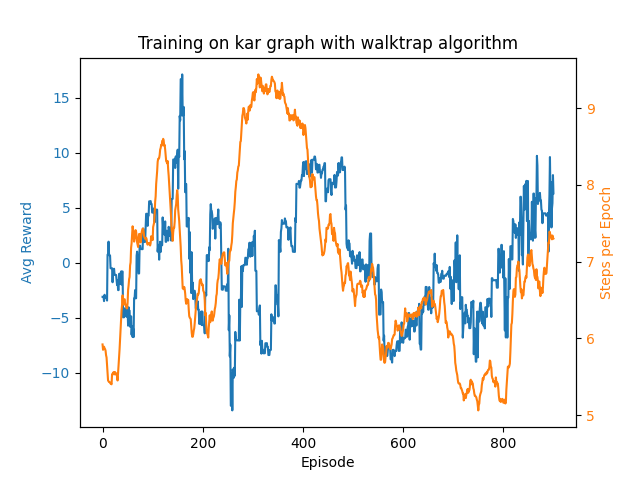 Training on kar graph with walktrap algorithm
Avg Reward
15
10
5
0
−5
−10
9
8
7
6
5
Steps per Epoch
0 200 400 600 800
Episode